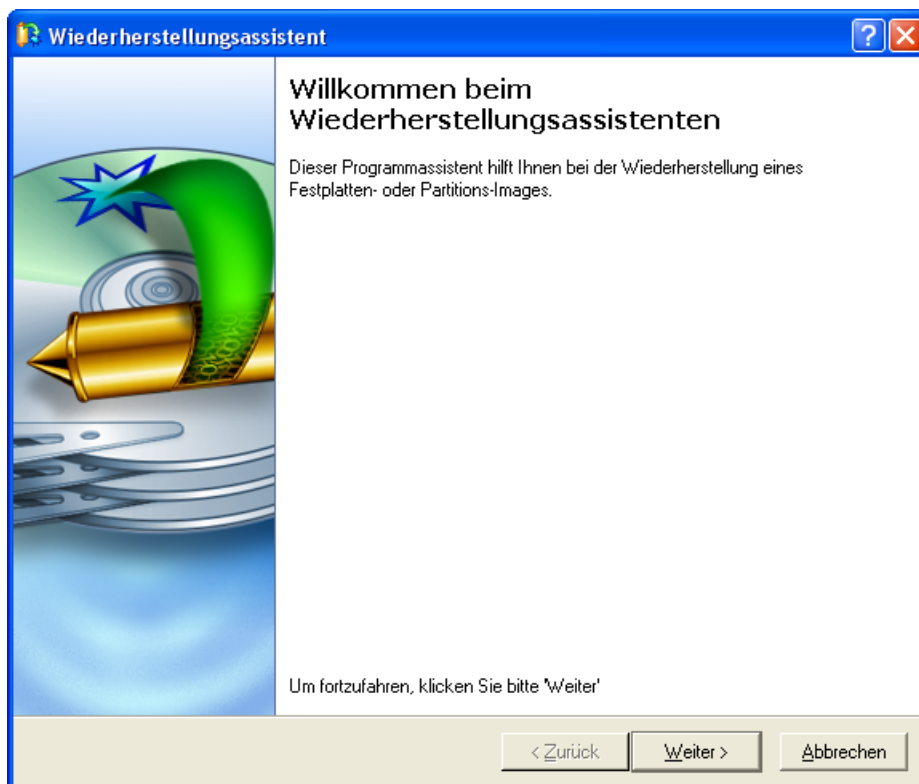 Wiederherstellungsassistent
Willkommen beim
Wiederherstellungsassistenten
Dieser Programmassistent hilft Ihnen bei der Wiederherstellung eines
Festplatten- oder Partitions-Images.
Um fortzufahren, klicken Sie bitte 'Weiter'
< Zurück Weiter > Abbrechen